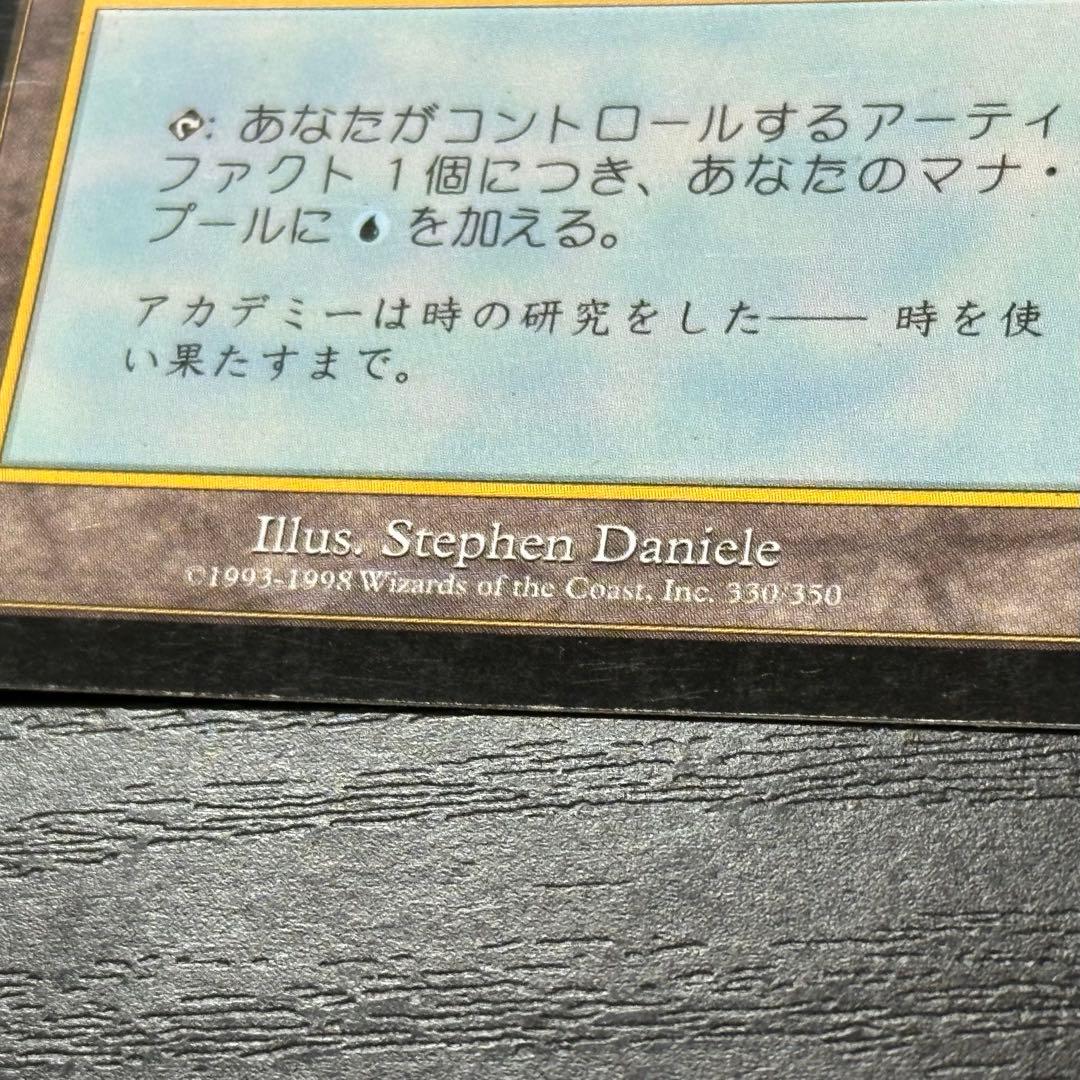 : あなたがコントロールするアーティ
ファクト 1 個につき、あなたのマナ・
プールに を加える。
アカデミーは時の研究をした―― 時を使
い果たすまで。
Illus. Stephen Daniele
©1993-1998 Wizards of the Coast, Inc. 330/350